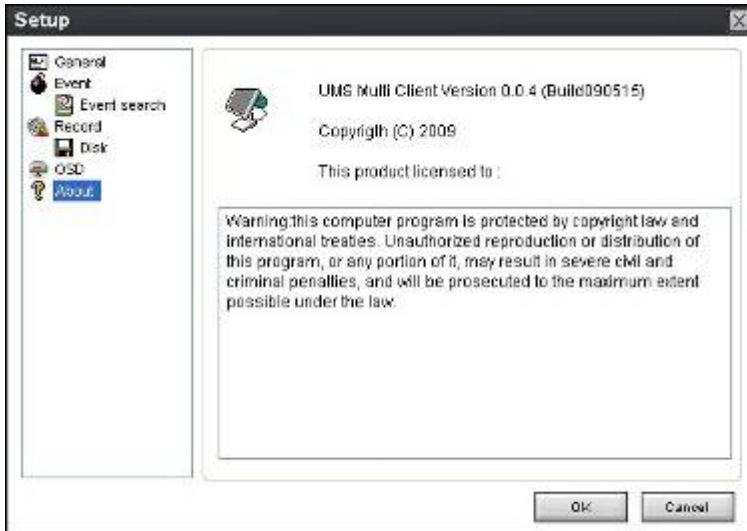 Setup
General
Event
Event search
Record
Disk
OSD
About
UMS Multi Client Version 0.0.4 (Build090515)
Copyrigth (C) 2009
This product licensed to :
Warning:this computer program is protected by copyright law and
international treaties. Unauthorized reproduction or distribution of
this program, or any portion of it, may result in severe civil and
criminal penallies, and will be prosecuted to the maximum extent
possible under the law.
OK
Cancel